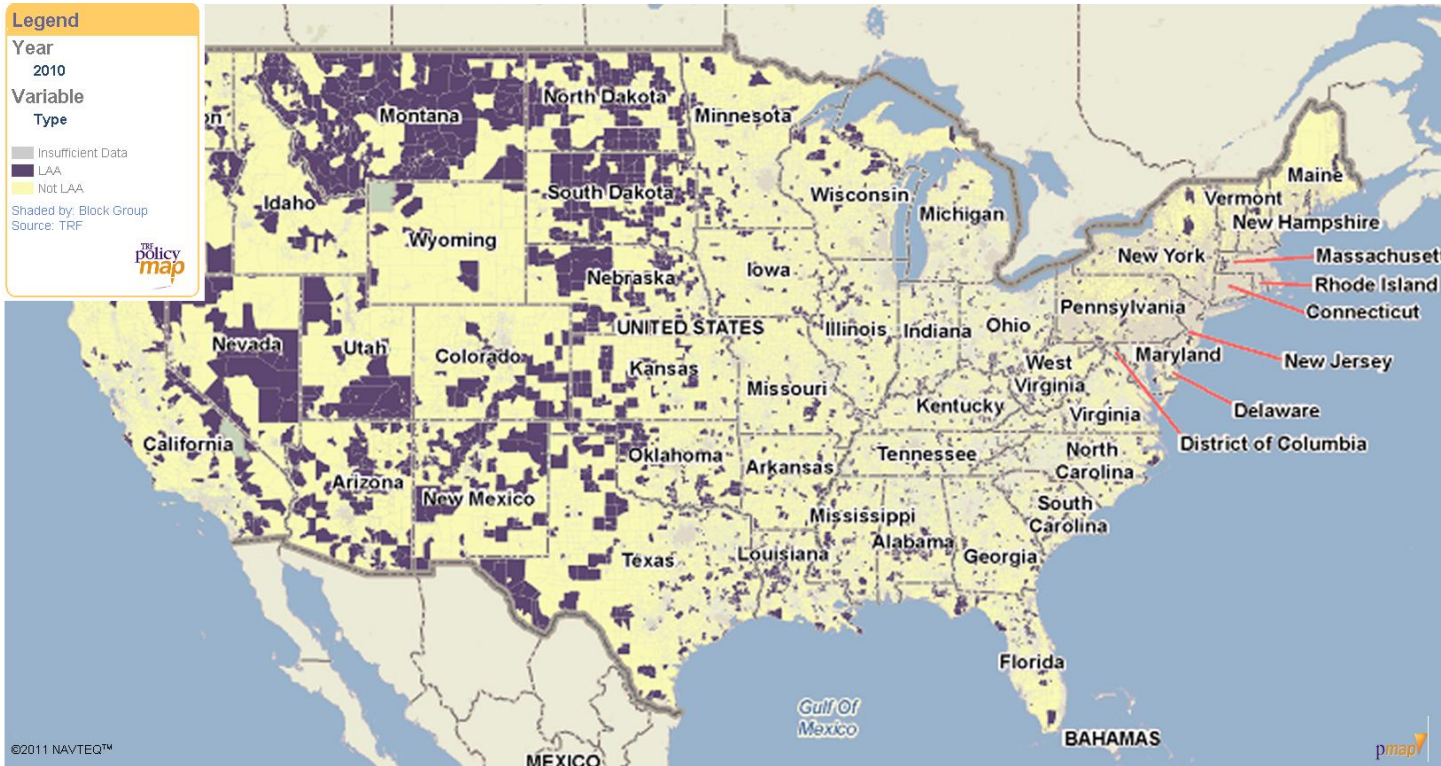 Legend
Year
2010
Variable
Type
Insufficient Data
LAA
Not LAA
Shaded by: Block Group
Source: TRF
TRF
policy
map
on
Montana
North Dakota
Minnesota
Maine
Idaho
South Dakota
Wisconsin
Michigan
Vermont
New Hampshire
Wyoming
New York
Massachuset
Nebraska
Iowa
Rhode Island
Pennsylvania
Connecticut
Nevada
Utah
Colorado
UNITED STATES
Illinois
Indiana
Ohio
Kansas
Missouri
West
Virginia
Maryland
New Jersey
Kentucky
Virginia
Delaware
California
District of Columbia
Arizona
New Mexico
Oklahoma
Arkansas
Tennessee
North
Carolina
South
Carolina
Mississippi
Alabama
Georgia
Texas
Louisiana
Florida
Gulf Of
Mexico
BAHAMAS
MEXICO
©2011 NAVTEQ™
pmap